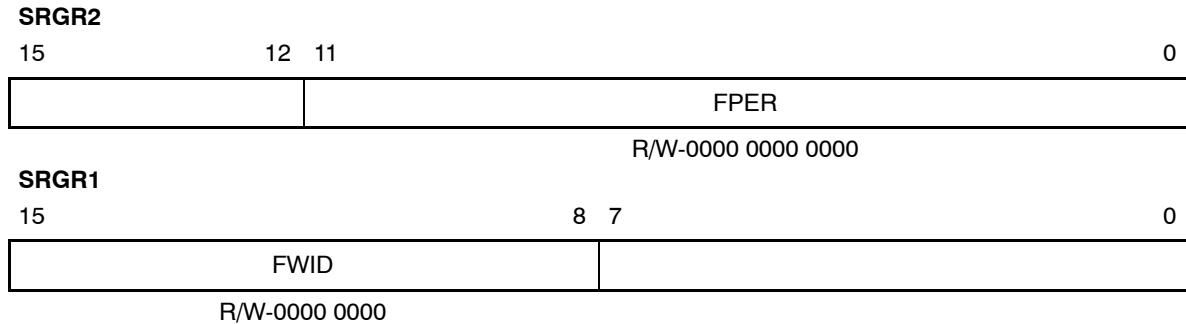 SRGR2
15 12 11 0
FPER
R/W-0000 0000 0000
SRGR1
15 8 7 0
FWID
R/W-0000 0000